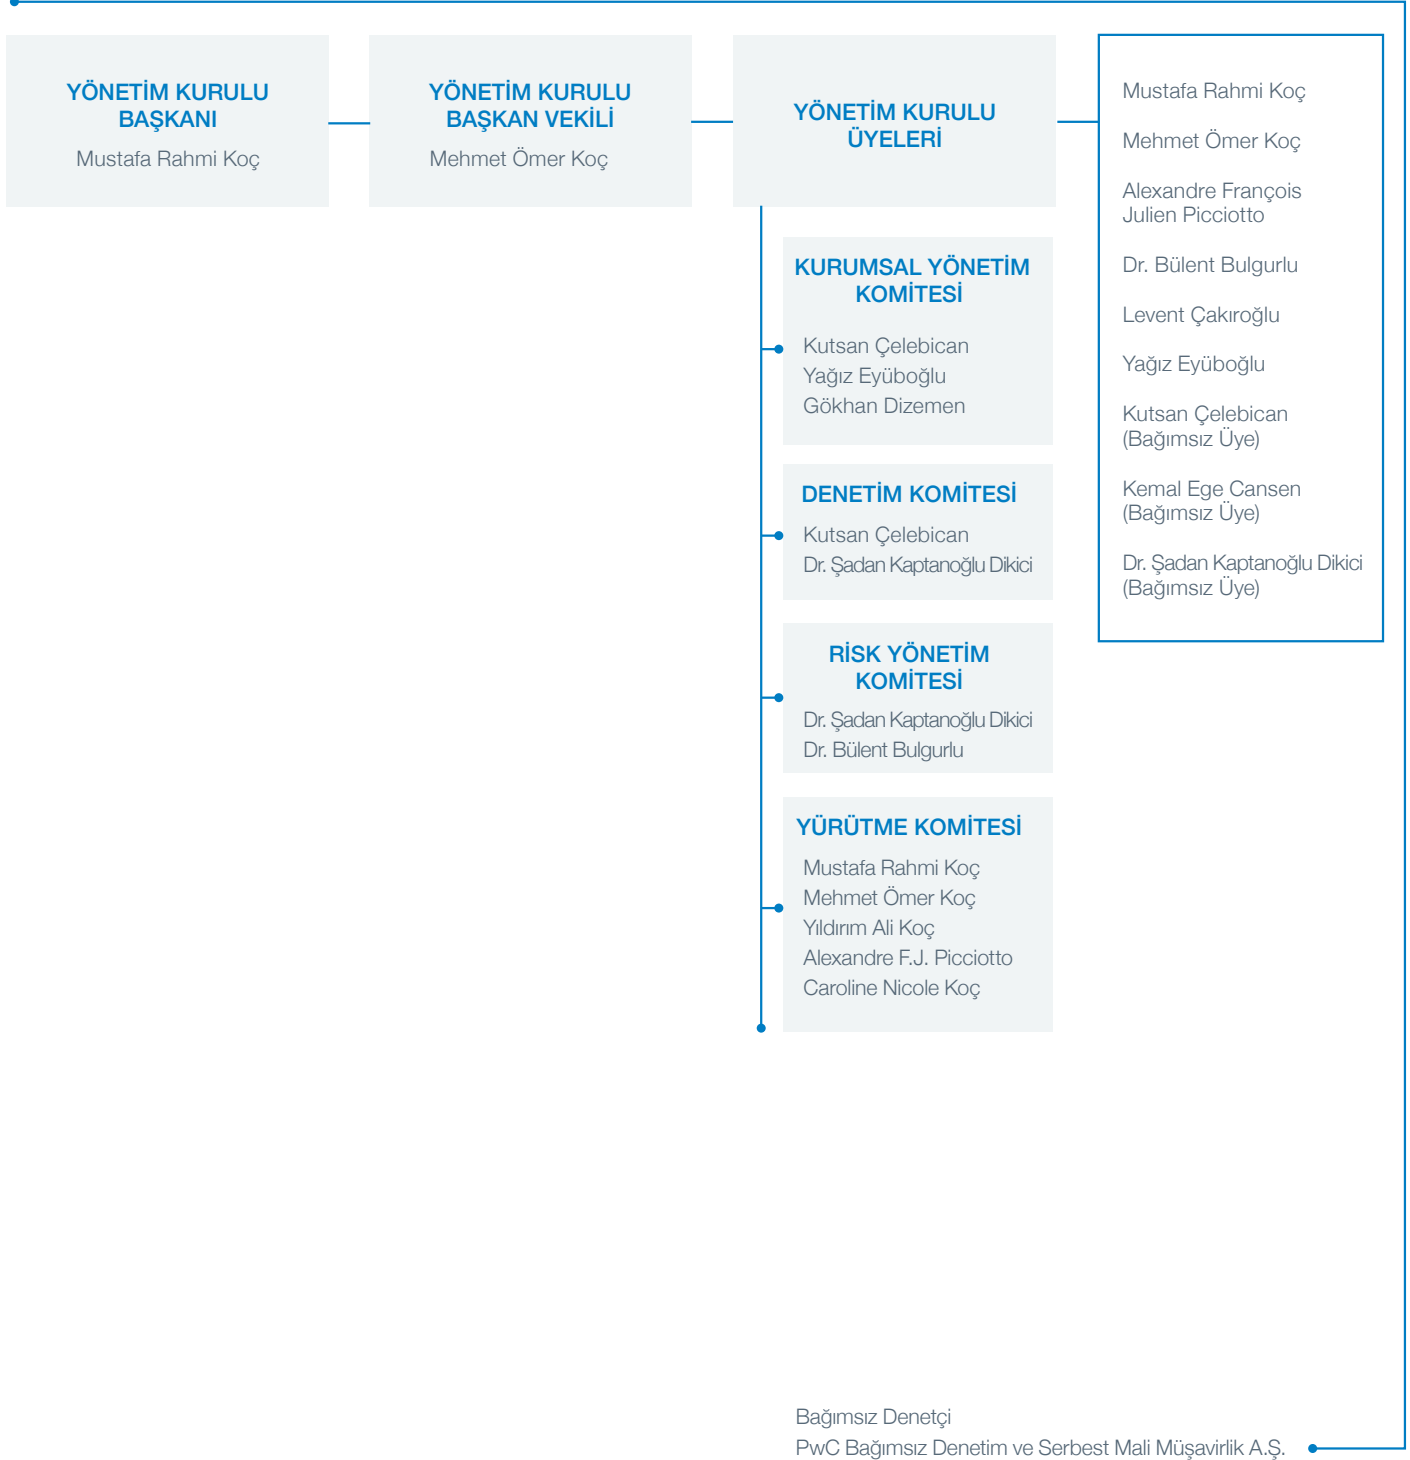 YÖNETİM KURULU
BAŞKANI
Mustafa Rahmi Koç
YÖNETİM KURULU
BAŞKAN VEKİLİ
Mehmet Ömer Koç
YÖNETİM KURULU
ÜYELERİ
Mustafa Rahmi Koç
Mehmet Ömer Koç
Alexandre François
Julien Picciotto
Dr. Bülent Bulgurlu
Levent Çakıroğlu
Yağız Eyüboğlu
Kutsan Çelebican
(Bağımsız Üye)
Kemal Ege Cansen
(Bağımsız Üye)
Dr. Şadan Kaptanoğlu Dikici
(Bağımsız Üye)
KURUMSAL YÖNETİM
KOMİTESİ
Kutsan Çelebican
Yağız Eyüboğlu
Gökhan Dizemen
DENETİM KOMİTESİ
Kutsan Çelebican
Dr. Şadan Kaptanoğlu Dikici
RİSK YÖNETİM
KOMİTESİ
Dr. Şadan Kaptanoğlu Dikici
Dr. Bülent Bulgurlu
YÜRÜTME KOMİTESİ
Mustafa Rahmi Koç
Mehmet Ömer Koç
Yıldırım Ali Koç
Alexandre F.J. Picciotto
Caroline Nicole Koç
Bağımsız Denetçi
PwC Bağımsız Denetim ve Serbest Mali Müşavirlik A.Ş.